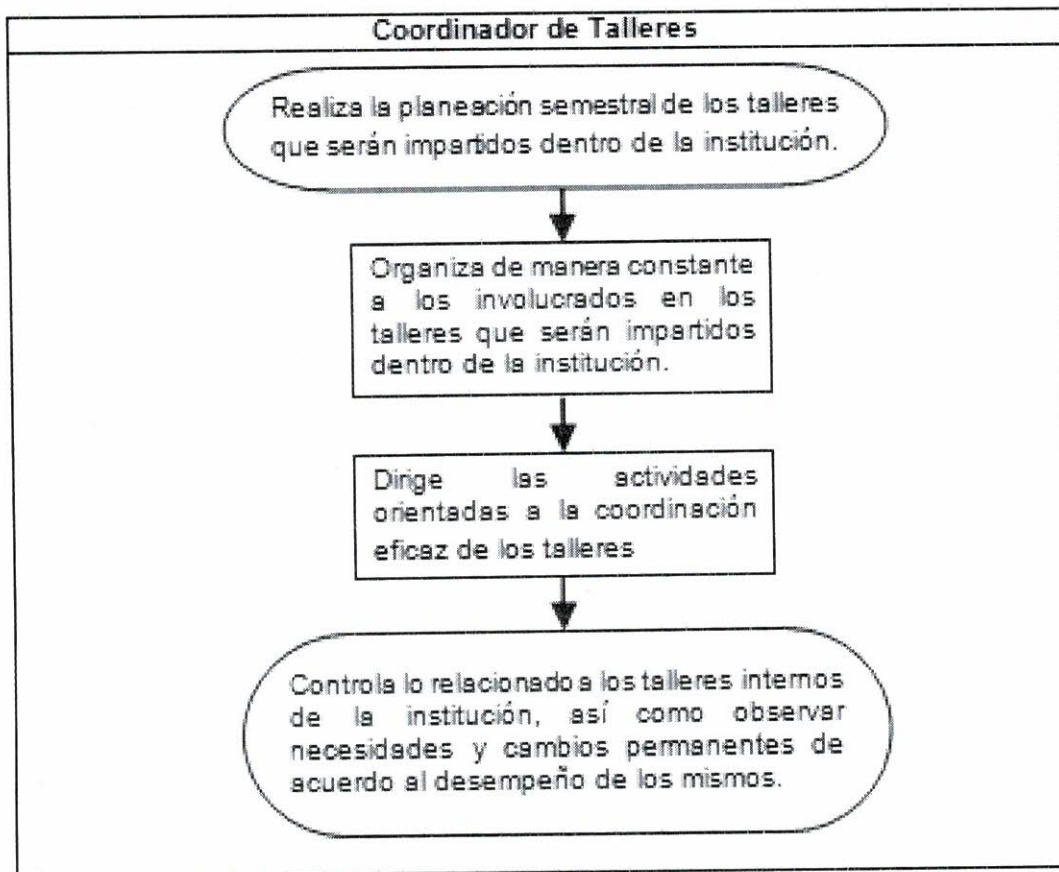 Coordinador de Talleres
Realiza la planeación semestral de los talleres
que serán impartidos dentro de la institución.
Organiza de manera constante
a los involucrados en los
talleres que serán impartidos
dentro de la institución.
Dirige las actividades
orientadas a la coordinación
eficaz de los talleres
Controla lo relacionado a los talleres internos
de la institución, así como observar
necesidades y cambios permanentes de
acuerdo al desempeño de los mismos.